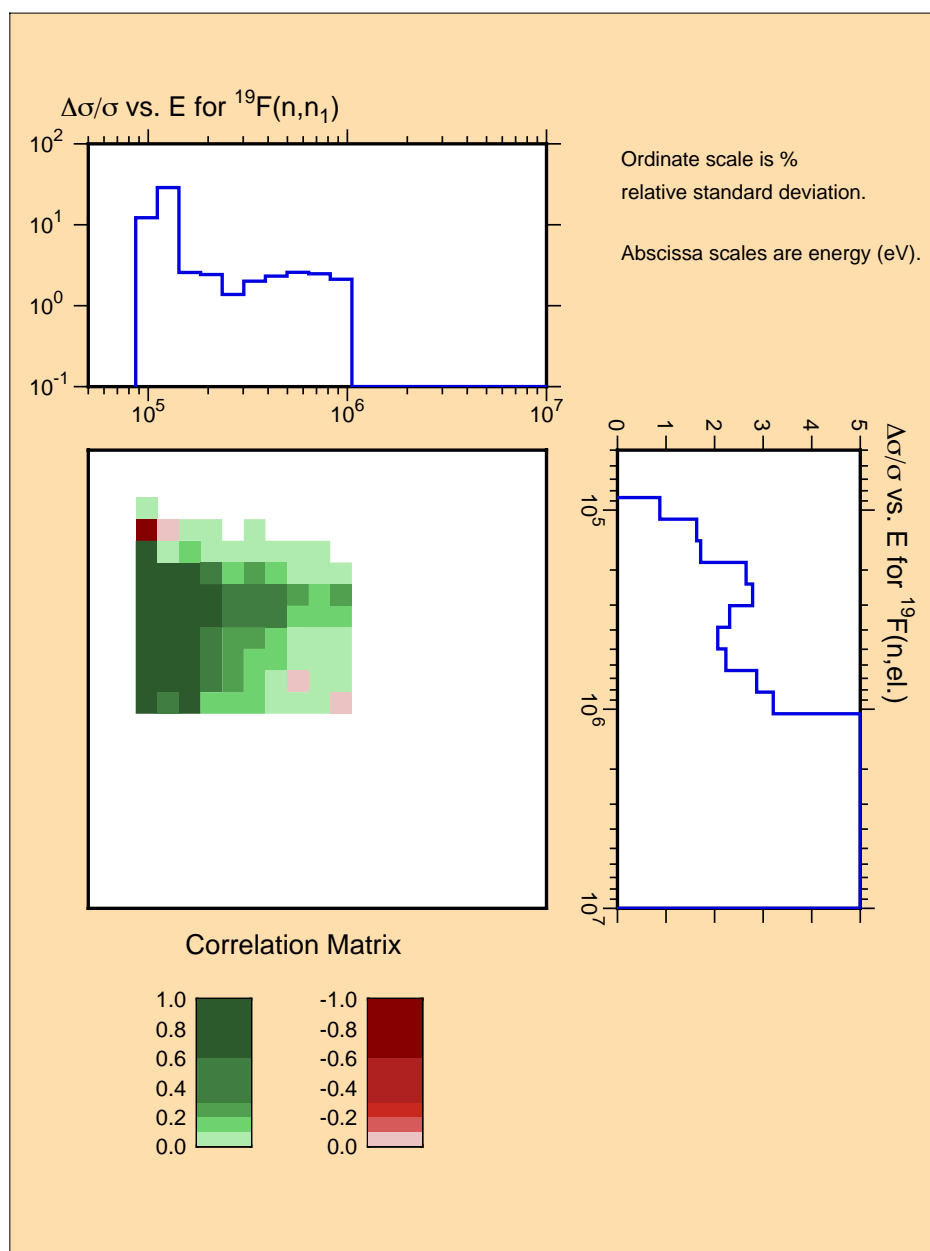 Δσ/σ vs. E for ¹⁹F(n,n₁)
10²
10¹
10⁰
10⁻¹
10⁵ 10⁶ 10⁷
Ordinate scale is %
relative standard deviation.
Abscissa scales are energy (eV).
0 1 2 3 4 5
Δσ/σ vs. E for ¹⁹F(n,el.)
10⁵
10⁶
10⁷
Correlation Matrix
1.0
0.8
0.6
0.4
0.2
0.0
-1.0
-0.8
-0.6
-0.4
-0.2
0.0